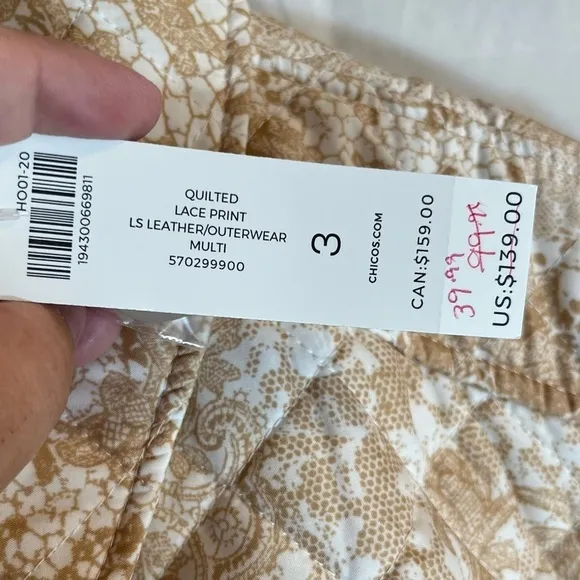 HO01-20
194300669811
QUILTED
LACE PRINT
LS LEATHER/OUTERWEAR
MULTI
570299900
3
CHICOS.COM
CAN:$159.00
39.99
US:$139.00